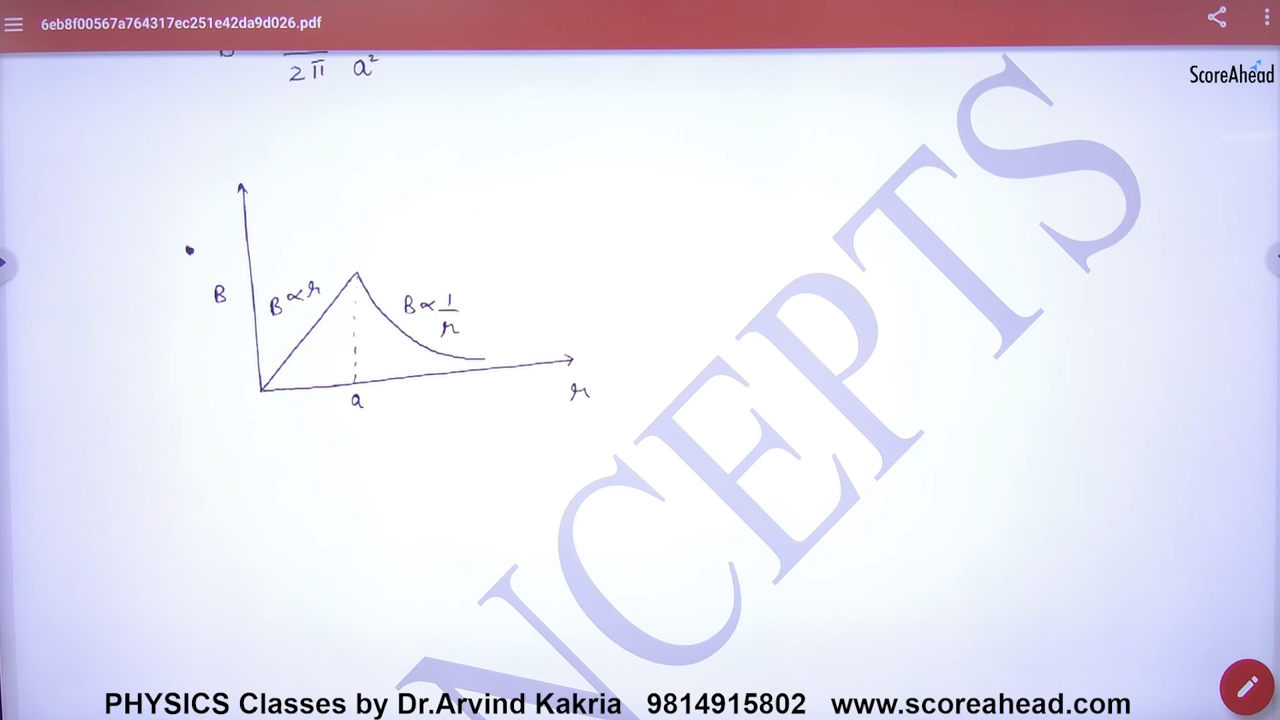 6eb8f00567a764317ec251e42da9d026.pdf
ScoreAhead
2π a²
B
B ∝ r
B ∝ 1/r
a
r
NCEPTS
PHYSICS Classes by Dr.Arvind Kakria 9814915802 www.scoreahead.com